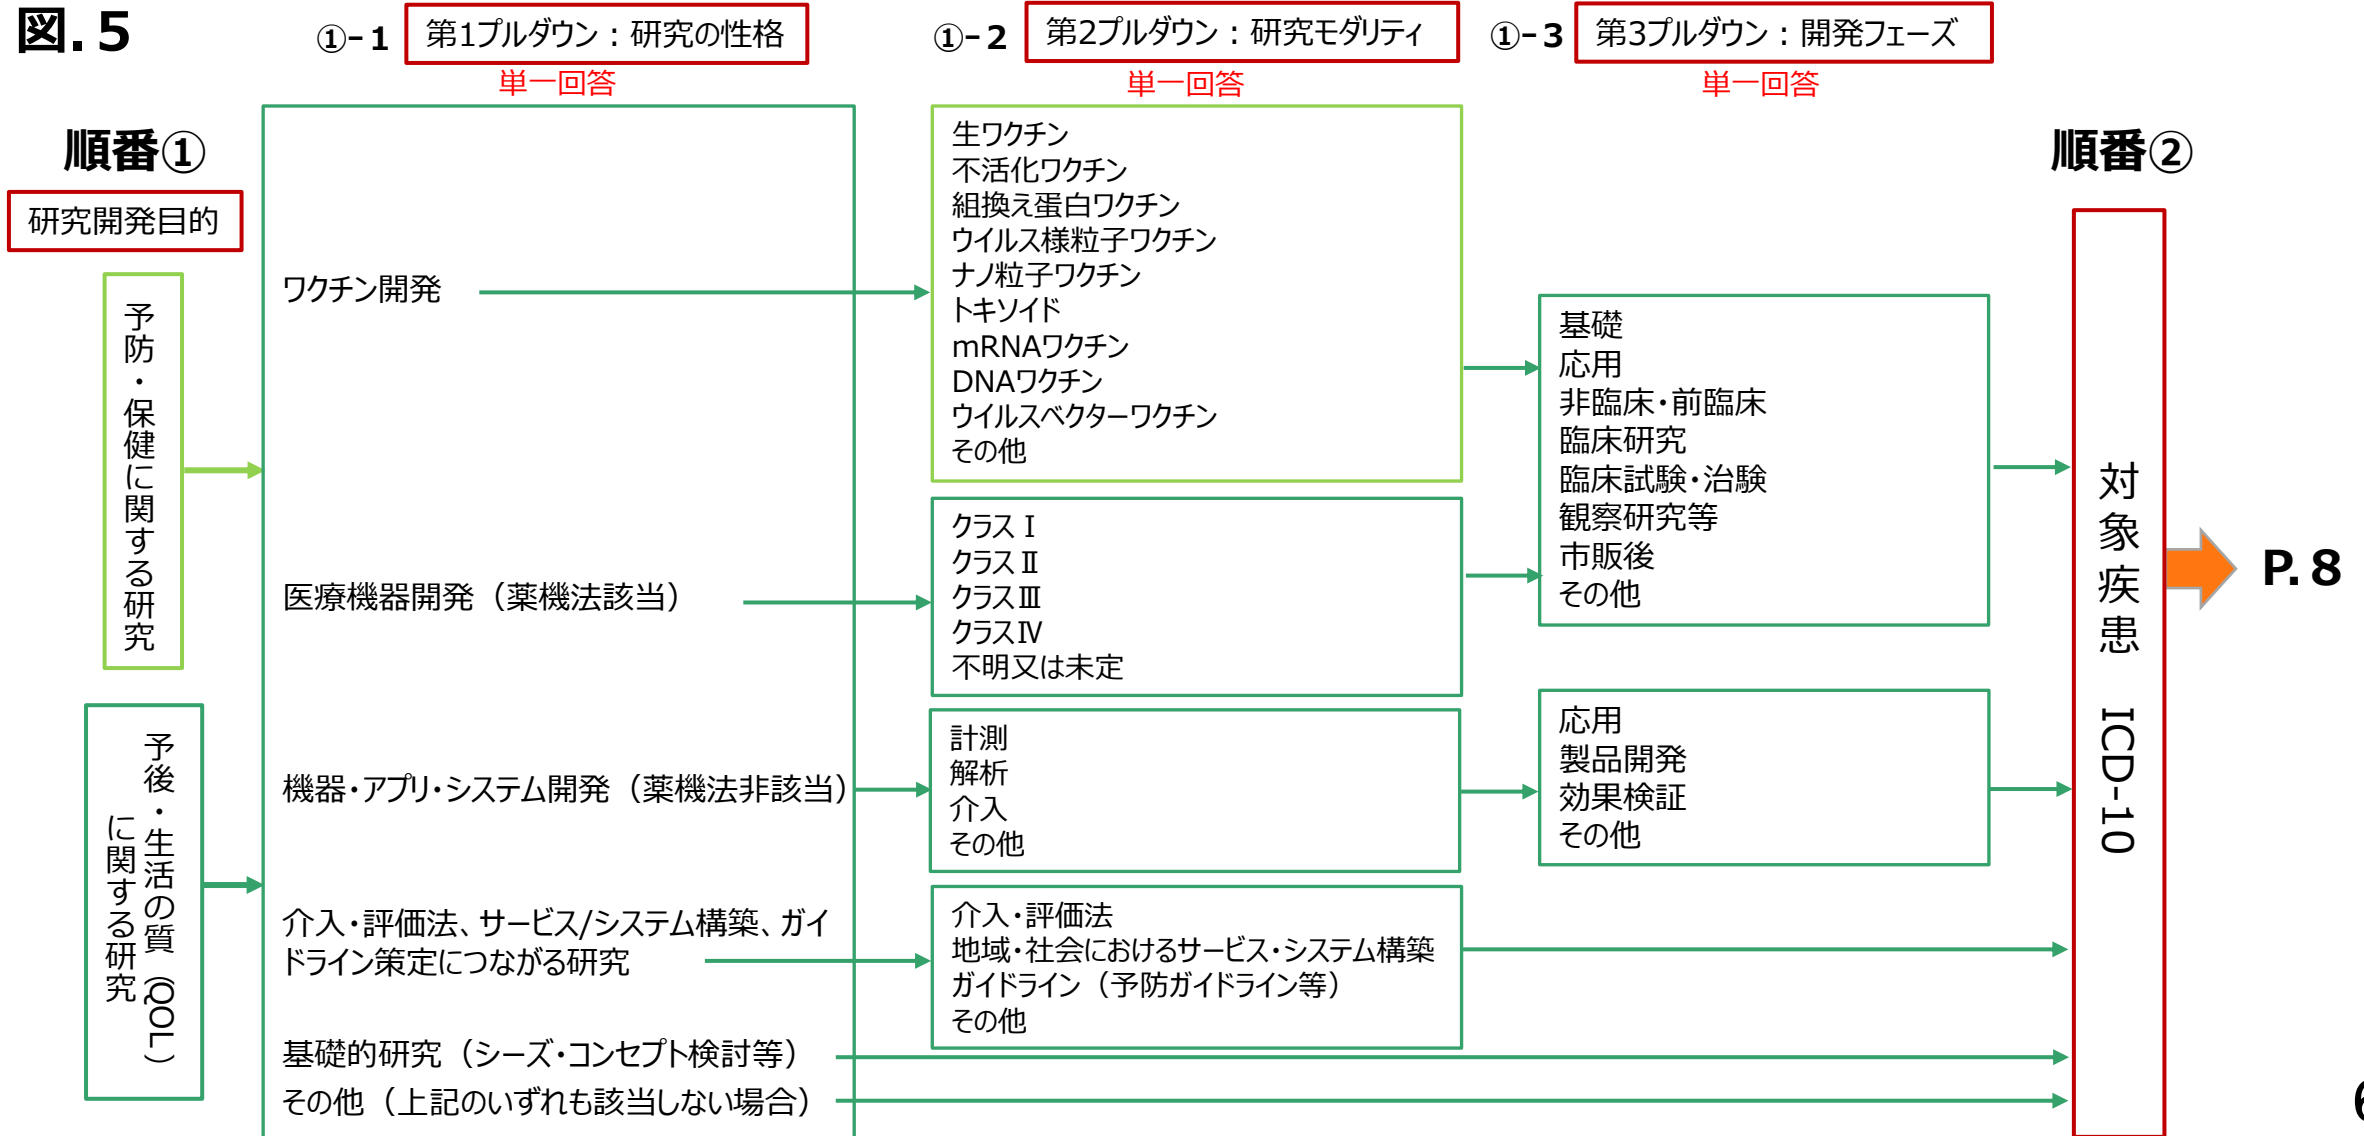 図.5
①-1 第1プルダウン：研究の性格
単一回答
①-2 第2プルダウン：研究モダリティ
単一回答
①-3 第3プルダウン：開発フェーズ
単一回答
順番①
研究開発目的
予防・保健に関する研究
予後・生活の質（QOL）
に関する研究
ワクチン開発
医療機器開発（薬機法該当）
機器・アプリ・システム開発（薬機法非該当）
介入・評価法、サービス/システム構築、ガイ
ドライン策定につながる研究
基礎的研究（シーズ・コンセプト検討等）
その他（上記のいずれも該当しない場合）
生ワクチン
不活化ワクチン
組換え蛋白ワクチン
ウイルス様粒子ワクチン
ナノ粒子ワクチン
トキソイド
mRNAワクチン
DNAワクチン
ウイルスベクターワクチン
その他
クラスⅠ
クラスⅡ
クラスⅢ
クラスⅣ
不明又は未定
計測
解析
介入
その他
介入・評価法
地域・社会におけるサービス・システム構築
ガイドライン（予防ガイドライン等）
その他
基礎
応用
非臨床・前臨床
臨床研究
臨床試験・治験
観察研究等
市販後
その他
応用
製品開発
効果検証
その他
順番②
対象疾患 ICD-10
P.8